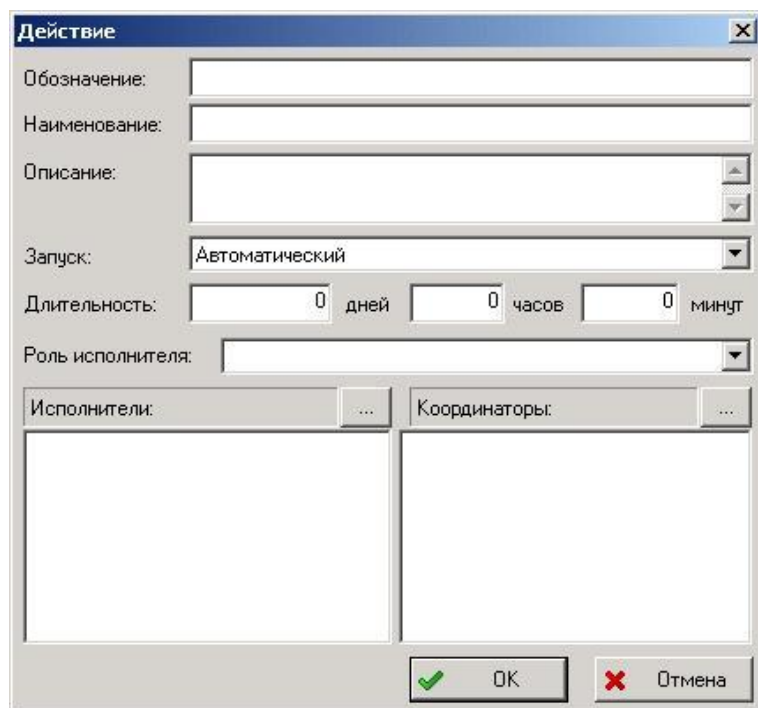 Действие
Обозначение:
Наименование:
Описание:
Запуск: Автоматический
Длительность: 0 дней 0 часов 0 минут
Роль исполнителя:
Исполнители: ... Координаторы: ...
OK Отмена